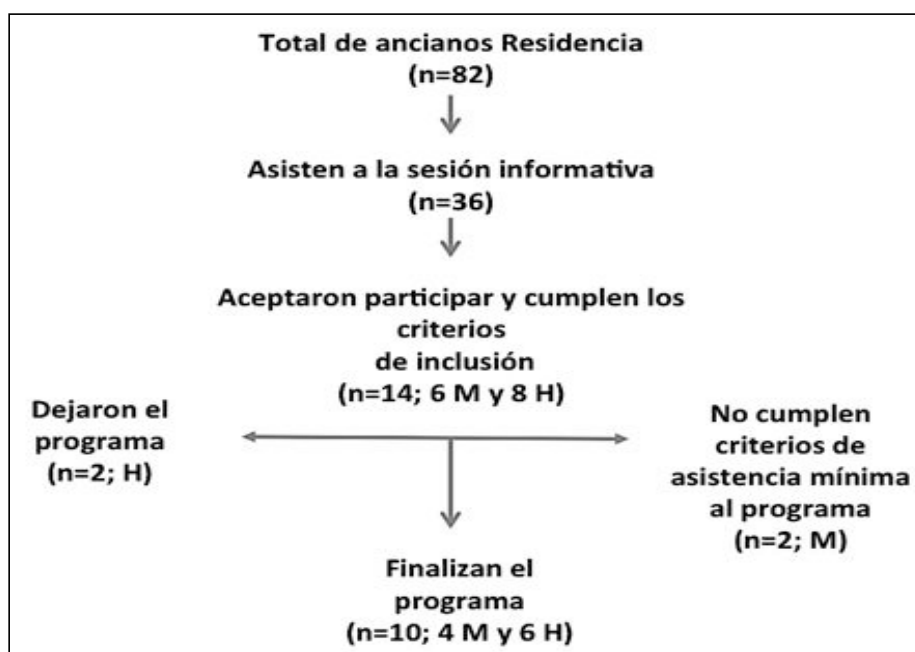 Total de ancianos Residencia
(n=82)
Asisten a la sesión informativa
(n=36)
Aceptaron participar y cumplen los
criterios
de inclusión
(n=14; 6 M y 8 H)
Dejaron el
programa
(n=2; H)
No cumplen
criterios de
asistencia mínima
al programa
(n=2; M)
Finalizan el
programa
(n=10; 4 M y 6 H)